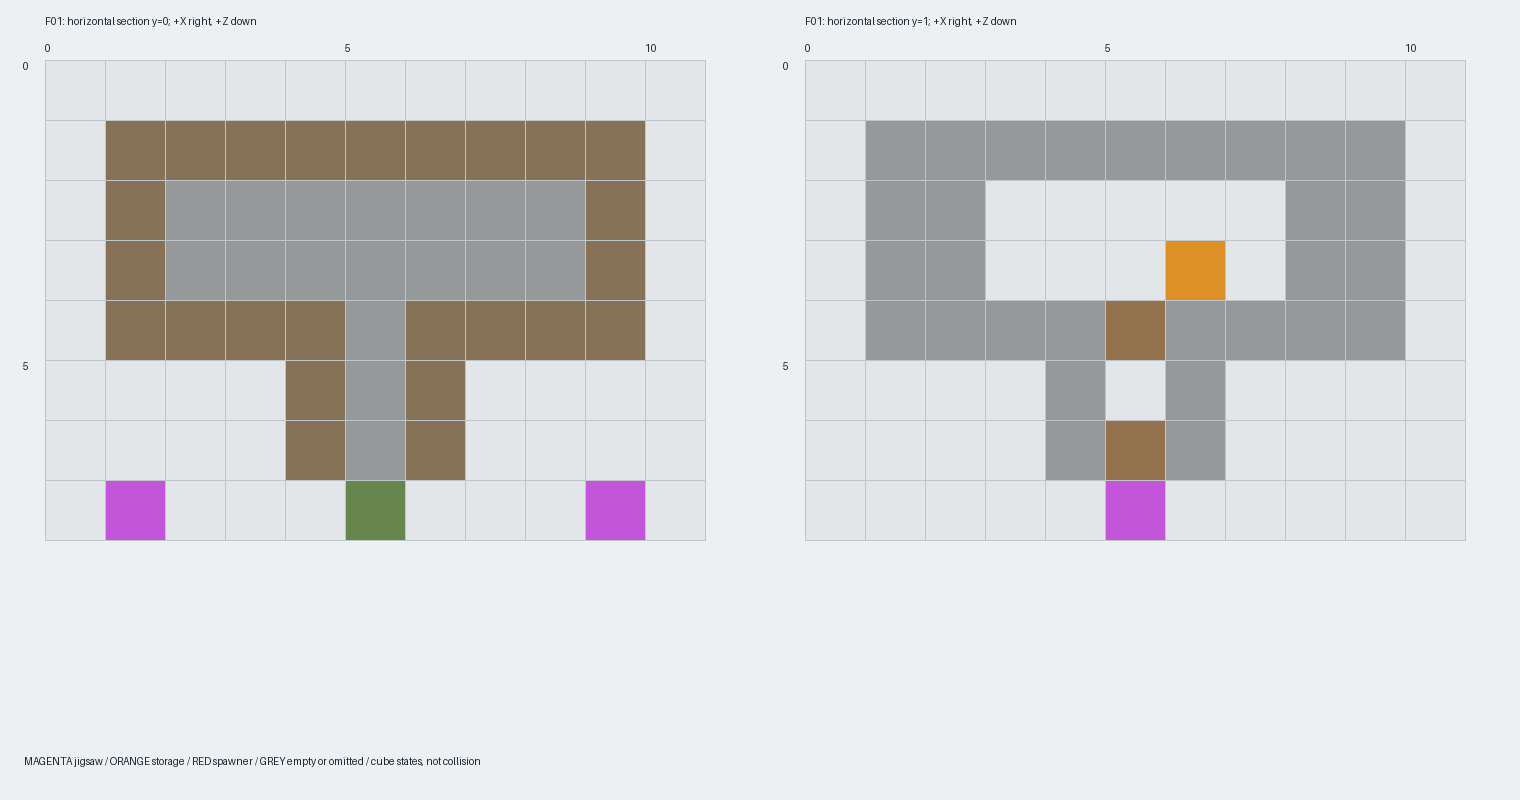 F01: horizontal section y=0; +X right, +Z down
F01: horizontal section y=1; +X right, +Z down
0 5 10
0 5 10
0
0
5
5
MAGENTA jigsaw / ORANGE storage / RED spawner / GREY empty or omitted / cube states, not collision